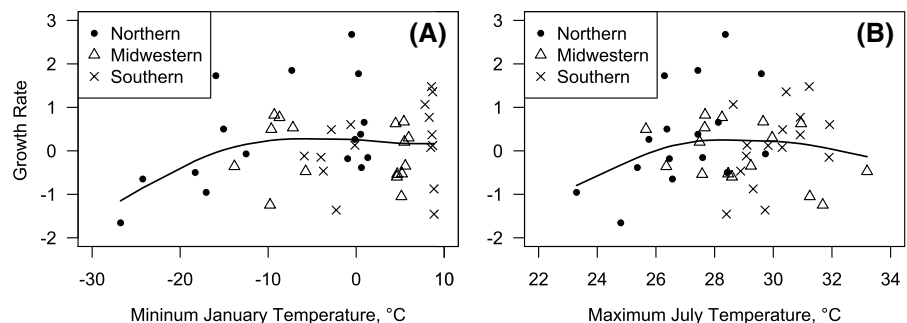 (A)
Northern
Midwestern
Southern
Growth Rate
3
2
1
0
-1
-2
-30 -20 -10 0 10
Mininum January Temperature, °C
(B)
Northern
Midwestern
Southern
3
2
1
0
-1
-2
22 24 26 28 30 32 34
Maximum July Temperature, °C